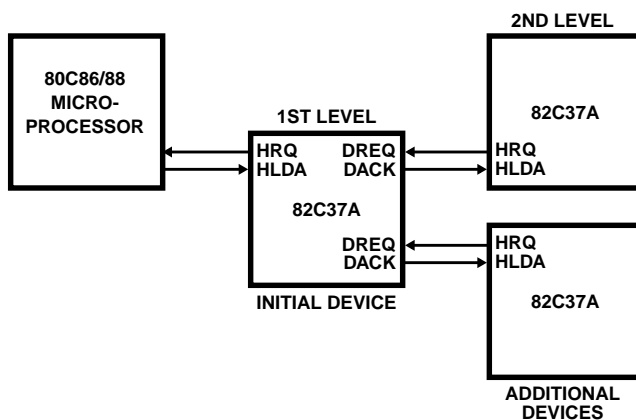 2ND LEVEL
80C86/88
MICRO-
PROCESSOR
82C37A
1ST LEVEL
HRQ
HLDA
DREQ
DACK
HRQ
HLDA
82C37A
DREQ
DACK
HRQ
HLDA
INITIAL DEVICE
82C37A
ADDITIONAL
DEVICES